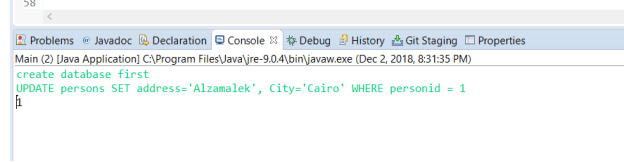 58
Problems @ Javadoc Declaration Console Debug History Git Staging Properties
Main (2) [Java Application] C:\Program Files\Java\jre-9.0.4\bin\javaw.exe (Dec 2, 2018, 8:31:35 PM)
create database first
UPDATE persons SET address='Alzamalek', City='Cairo' WHERE personid = 1
1